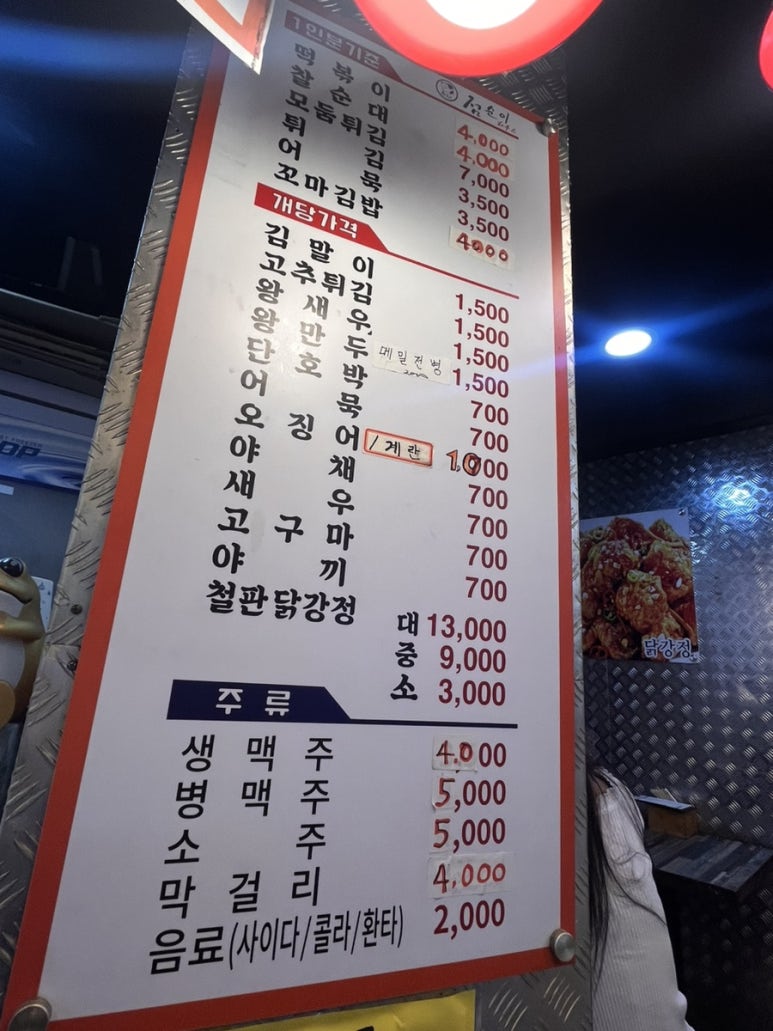 1인분기준
떡볶이 4,000
찰순대 4,000
모둠튀김 7,000
튀김 3,500
어묵 3,500
꼬마김밥 4000
개당가격
김말이 1,500
고추튀김 1,500
왕새우 1,500
왕만두 메밀전병 1,500
단호박 700
어묵 700
오징어 /계란 1,000
야채 700
새우 700
고구마 700
야끼 700
철판닭강정 대 13,000
중 9,000
소 3,000
주류
생맥주 4,000
병맥주 5,000
소주 5,000
막걸리 4,000
음료(사이다/콜라/환타) 2,000
닭강정